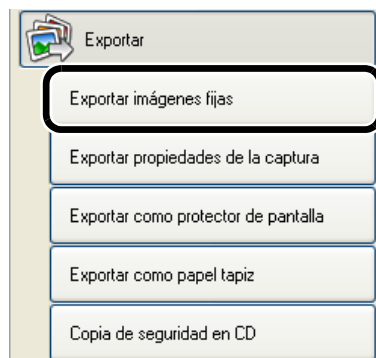 Exportar
Exportar imágenes fijas
Exportar propiedades de la captura
Exportar como protector de pantalla
Exportar como papel tapiz
Copia de seguridad en CD